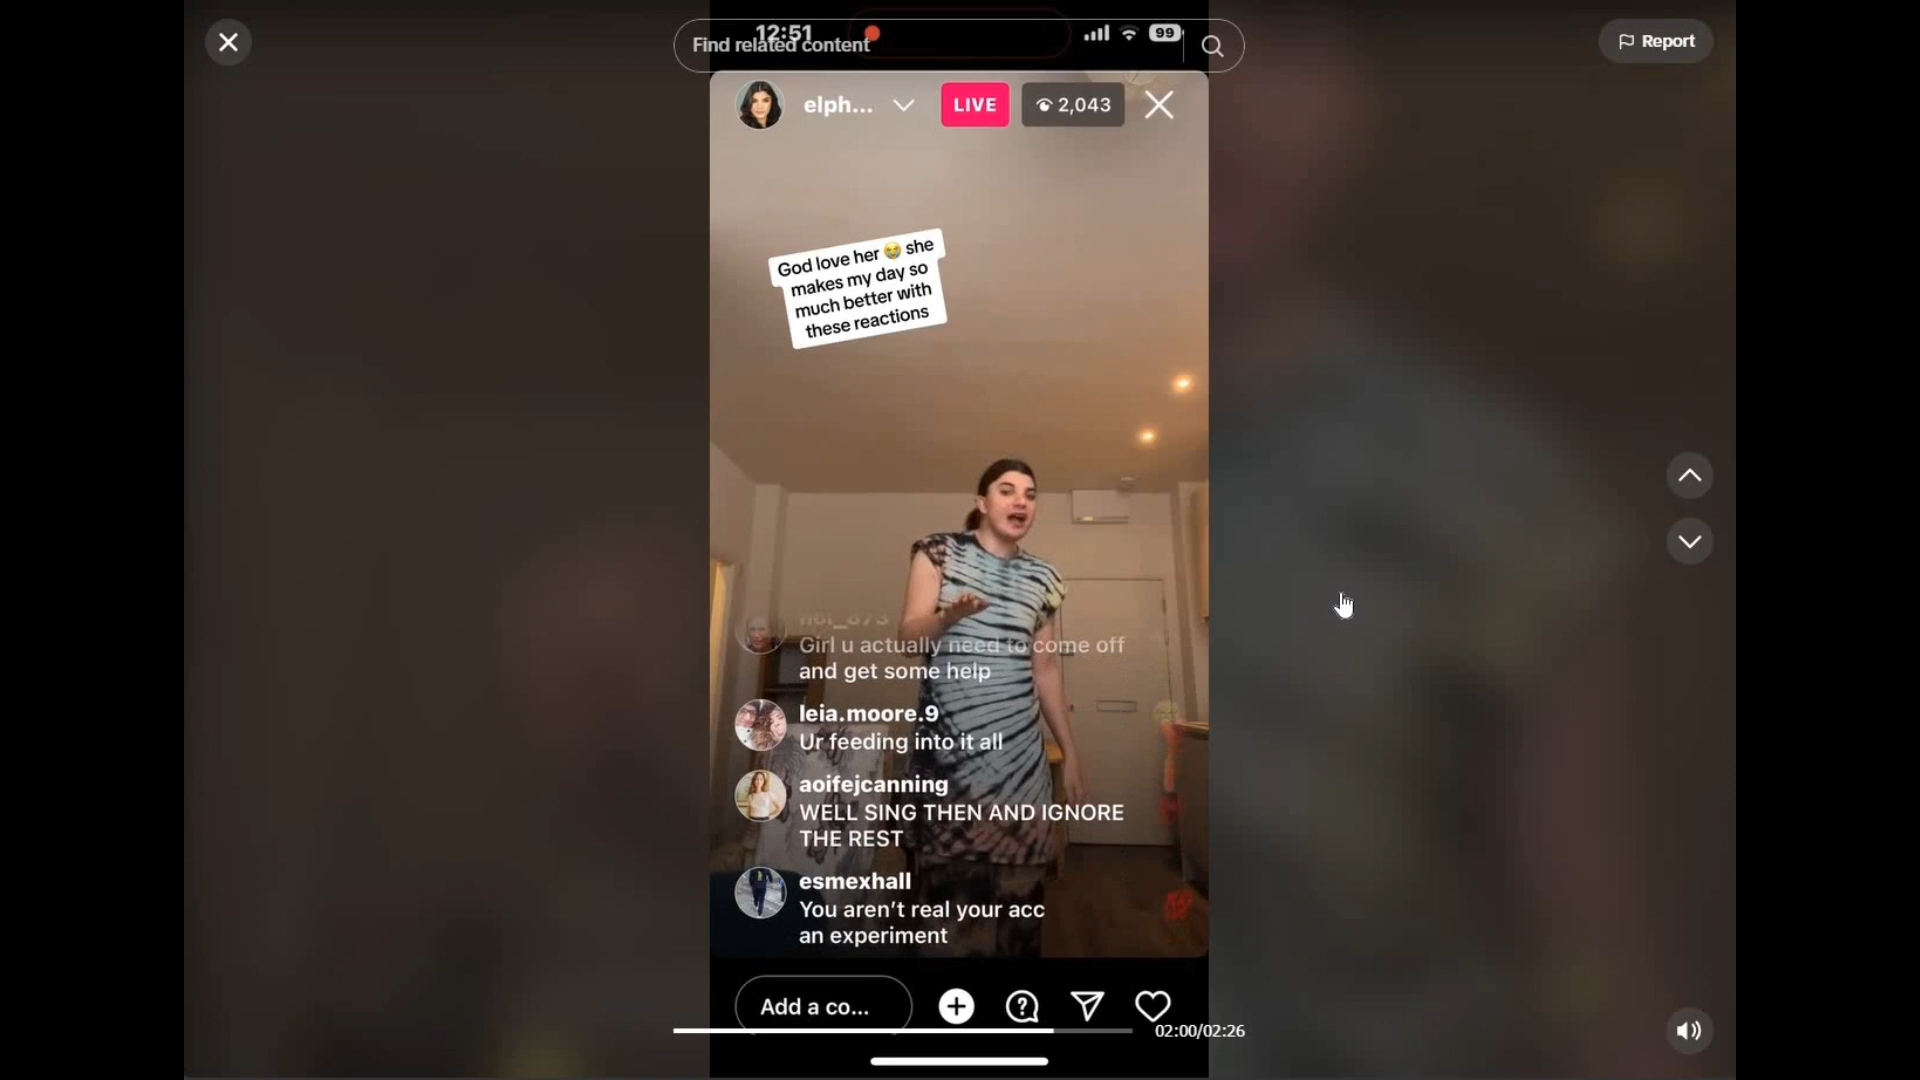 12:51
99
Find related content
Report
elph...
LIVE
2,043
God love her 😭 she
makes my day so
much better with
these reactions
Girl u actually need to come off
and get some help
leia.moore.9
Ur feeding into it all
aoifejcanning
WELL SING THEN AND IGNORE
THE REST
esmexhall
You aren't real your acc
an experiment
Add a co...
02:00/02:26